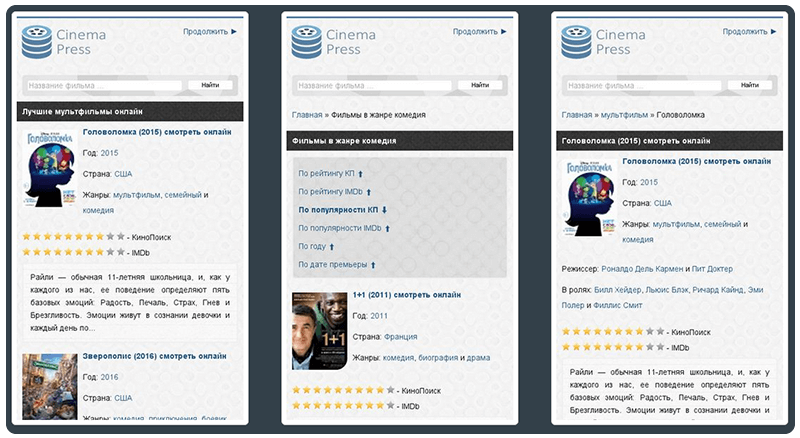 Cinema
Press
Продолжить ►
Название фильма ...
Найти
Лучшие мультфильмы онлайн
ГОЛОВОЛОМКА
Головоломка (2015) смотреть онлайн
Год: 2015
Страна: США
Жанры: мультфильм, семейный и
комедия
- КиноПоиск
- IMDb
Райли — обычная 11-летняя школьница, и, как у
каждого из нас, ее поведение определяют пять
базовых эмоций: Радость, Печаль, Страх, Гнев и
Брезгливость. Эмоции живут в сознании девочки и
каждый день по...
Зверополис (2016) смотреть онлайн
Год: 2016
Страна: США
Жанры: комедия, приключения, боевик,
Cinema
Press
Продолжить ►
Название фильма ...
Найти
Главная » Фильмы в жанре комедия
Фильмы в жанре комедия
По рейтингу КП ⬆
По рейтингу IMDb ⬆
По популярности КП ⬇
По популярности IMDb ⬆
По году ⬆
По дате премьеры ⬆
1+1
1+1 (2011) смотреть онлайн
Год: 2011
Страна: Франция
Жанры: комедия, биография и драма
- КиноПоиск
- IMDb
Cinema
Press
Продолжить ►
Название фильма ...
Найти
Главная » мультфильм » Головоломка
Головоломка (2015) смотреть онлайн
ГОЛОВОЛОМКА
Головоломка (2015) смотреть онлайн
Год: 2015
Страна: США
Жанры: мультфильм, семейный и
комедия
Режиссер: Роналдо Дель Кармен и Пит Доктер
В ролях: Билл Хейдер, Льюис Блэк, Ричард Кайнд, Эми
Полер и Филлис Смит
- КиноПоиск
- IMDb
Райли — обычная 11-летняя школьница, и, как у
каждого из нас, ее поведение определяют пять
базовых эмоций: Радость, Печаль, Страх, Гнев и
Брезгливость. Эмоции живут в сознании девочки и